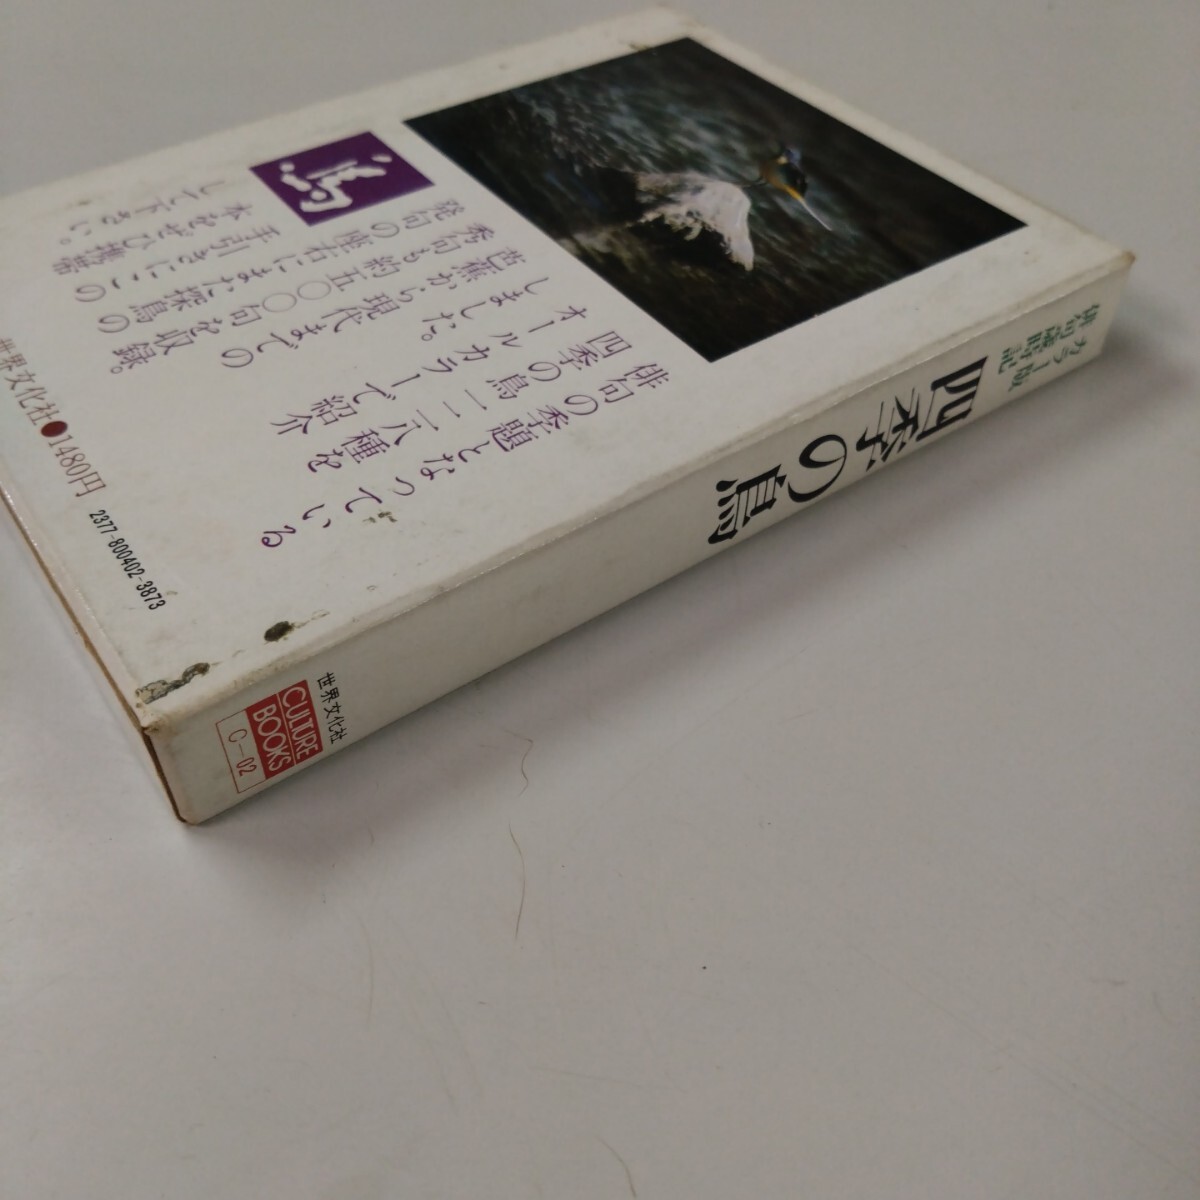 鳥
俳句の季題となっている
四季の鳥一二八種を
オールカラーで紹介
しました。
芭蕉から現代までの
秀句も約五〇〇句を収録。
発句の座右にまた探鳥の
手引きにこの
本をぜひ携帯
して下さい。
世界文化社●1480円
2377-800402-3873
カラー版
俳句歳時記
四季の鳥
世界文化社
CULTURE
BOOKS
C-02